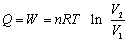 Q = W = nRT ln V₂/V₁